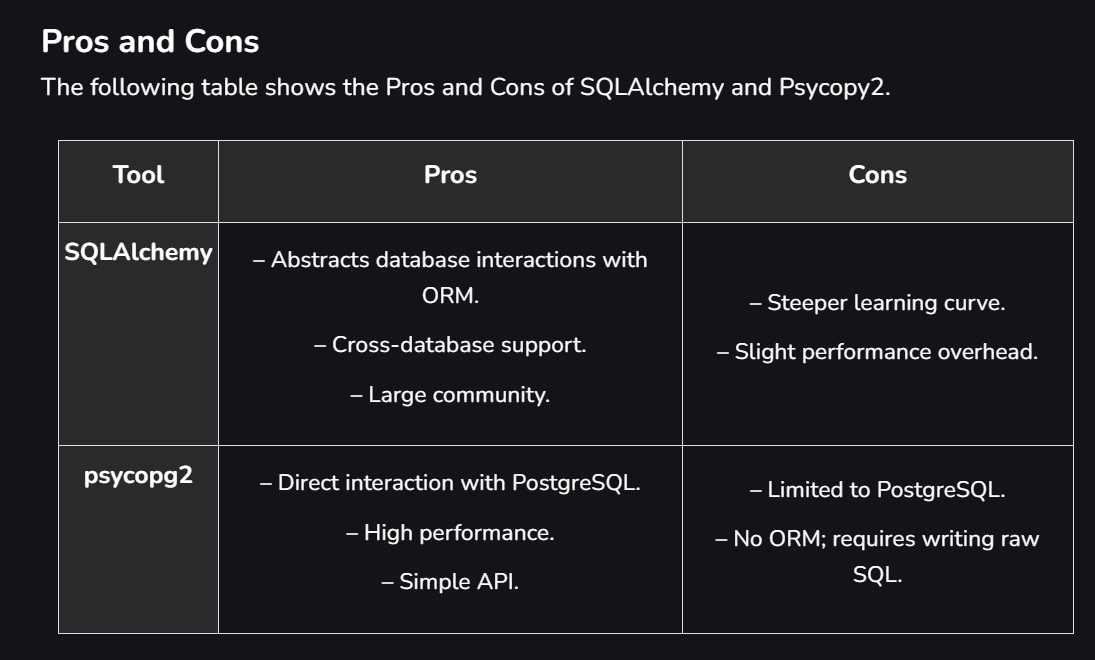 Pros and Cons
The following table shows the Pros and Cons of SQLAlchemy and Psycopy2.
Tool
Pros
Cons
SQLAlchemy
– Abstracts database interactions with
ORM.
– Cross-database support.
– Large community.
– Steeper learning curve.
– Slight performance overhead.
psycopg2
– Direct interaction with PostgreSQL.
– High performance.
– Simple API.
– Limited to PostgreSQL.
– No ORM; requires writing raw
SQL.